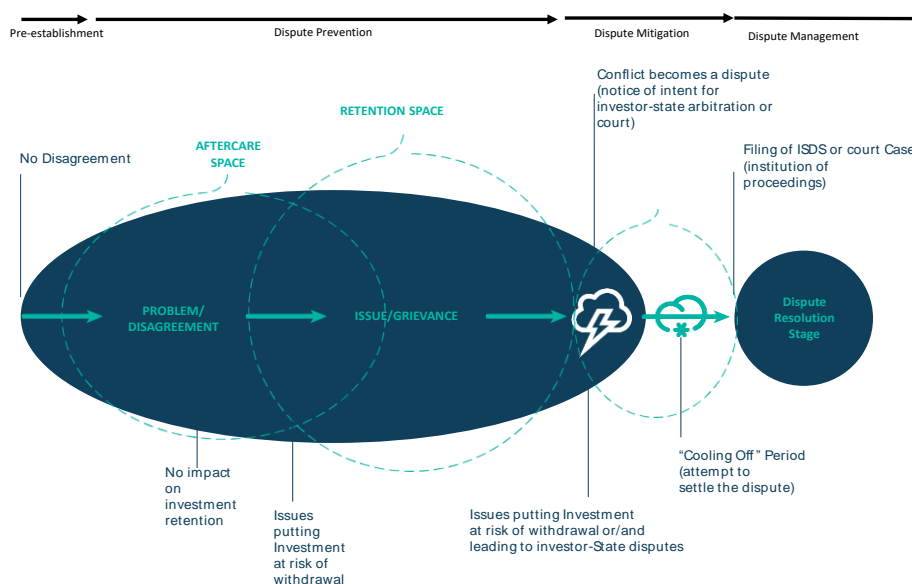 Pre-establishment
Dispute Prevention
Dispute Mitigation
Dispute Management
Conflict becomes a dispute
(notice of intent for
investor-state arbitration or
court)
RETENTION SPACE
AFTERCARE
SPACE
No Disagreement
Filing of ISDS or court Case
(institution of
proceedings)
PROBLEM/
DISAGREEMENT
ISSUE/GRIEVANCE
Dispute
Resolution
Stage
"Cooling Off" Period
(attempt to
settle the dispute)
No impact
on
investment
retention
Issues
putting
Investment
at risk of
withdrawal
Issues putting Investment
at risk of withdrawal or/and
leading to investor-State disputes